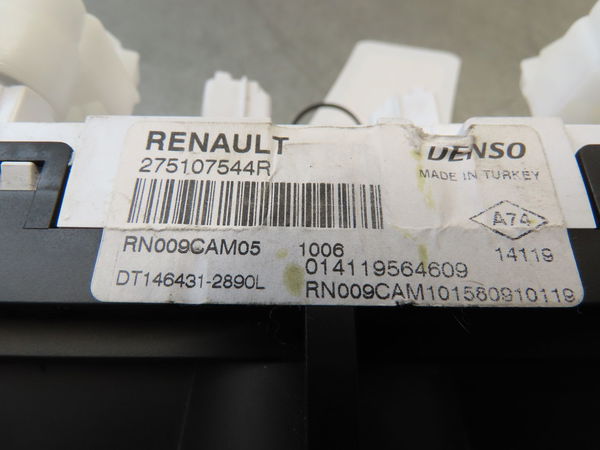 RENAULT
DENSO
275107544R
MADE IN TURKEY
A74
RN009CAM05 1006
14119
014119564609
DT146431-2890L
RN009CAM101580910119